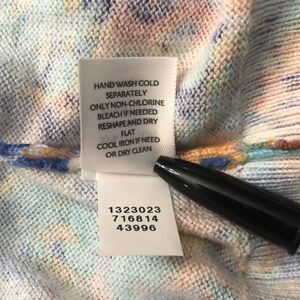 HAND WASH COLD
SEPARATELY
ONLY NON-CHLORINE
BLEACH IF NEEDED
RESHAPE AND DRY
FLAT
COOL IRON IF NEED
OR DRY CLEAN
1323023
716814
43996